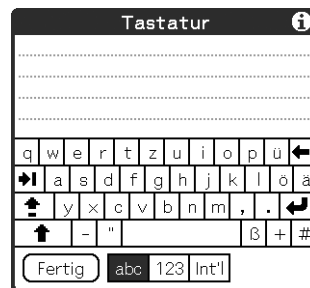 Tastatur i
q w e r t z u i o p ü
a s d f g h j k l ö ä
y x c v b n m , .
- " ß + #
Fertig abc 123 Int'l